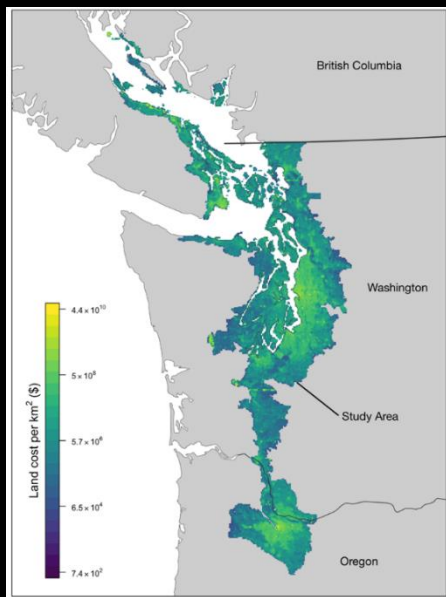 British Columbia
Washington
Study Area
Oregon
Land cost per km² ($)
4.4 × 10¹⁰
5 × 10⁸
5.7 × 10⁶
6.5 × 10⁴
7.4 × 10²